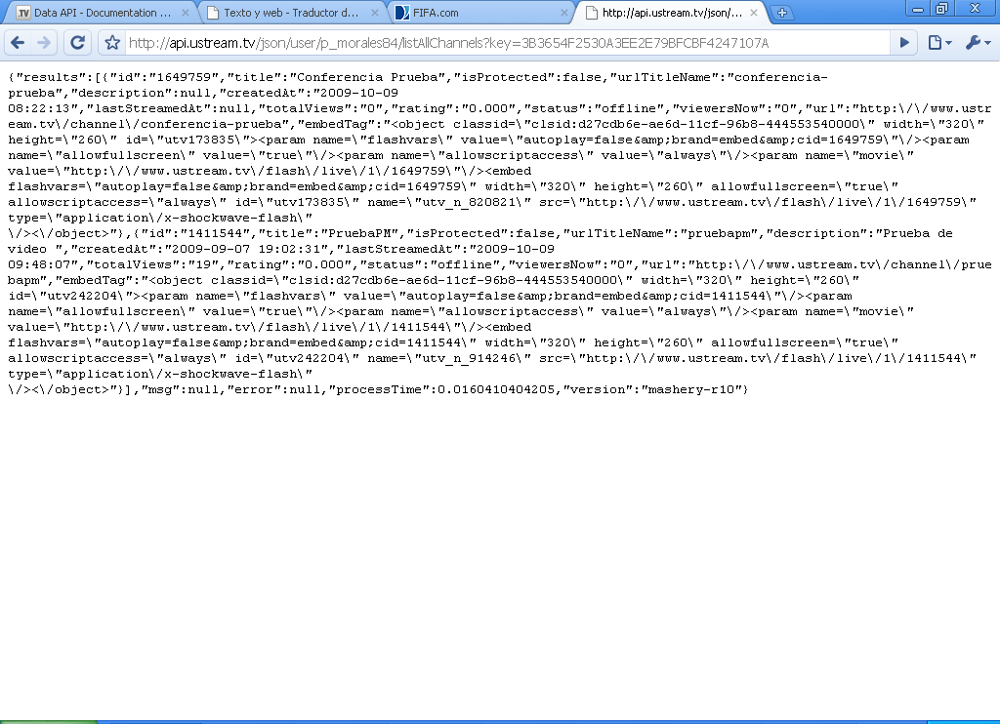 Data API - Documentation ...
Texto y web - Traductor d...
FIFA.com
http://api.ustream.tv/json/...
http://api.ustream.tv/json/user/p_morales84/listAllChannels?key=3B3654F2530A3EE2E79BFCBF4247107A
{"results":[{"id":"1649759","title":"Conferencia Prueba","isProtected":false,"urlTitleName":"conferencia-
prueba","description":null,"createdAt":"2009-10-09
08:22:13","lastStreamedAt":null,"totalViews":"0","rating":"0.000","status":"offline","viewersNow":"0","url":"http:\/\/www.ustr
eam.tv\/channel\/conferencia-prueba","embedTag":"<object classid=\"clsid:d27cdb6e-ae6d-11cf-96b8-444553540000\" width=\"320\"
height=\"260\" id=\"utv173835\"><param name=\"flashvars\" value=\"autoplay=false&amp;brand=embed&amp;cid=1649759\"\/><param
name=\"allowfullscreen\" value=\"true\"\/><param name=\"allowscriptaccess\" value=\"always\"\/><param name=\"movie\"
value=\"http:\/\/www.ustream.tv\/flash\/live\/1\/1649759\"\/><embed
flashvars=\"autoplay=false&amp;brand=embed&amp;cid=1649759\" width=\"320\" height=\"260\" allowfullscreen=\"true\"
allowscriptaccess=\"always\" id=\"utv173835\" name=\"utv_n_820821\" src=\"http:\/\/www.ustream.tv\/flash\/live\/1\/1649759\"
type=\"application\/x-shockwave-flash\"
\/><\/object>"},{"id":"1411544","title":"PruebaPM","isProtected":false,"urlTitleName":"pruebapm","description":"Prueba de
video ","createdAt":"2009-09-07 19:02:31","lastStreamedAt":"2009-10-09
09:48:07","totalViews":"19","rating":"0.000","status":"offline","viewersNow":"0","url":"http:\/\/www.ustream.tv\/channel\/prue
bapm","embedTag":"<object classid=\"clsid:d27cdb6e-ae6d-11cf-96b8-444553540000\" width=\"320\" height=\"260\"
id=\"utv242204\"><param name=\"flashvars\" value=\"autoplay=false&amp;brand=embed&amp;cid=1411544\"\/><param
name=\"allowfullscreen\" value=\"true\"\/><param name=\"allowscriptaccess\" value=\"always\"\/><param name=\"movie\"
value=\"http:\/\/www.ustream.tv\/flash\/live\/1\/1411544\"\/><embed
flashvars=\"autoplay=false&amp;brand=embed&amp;cid=1411544\" width=\"320\" height=\"260\" allowfullscreen=\"true\"
allowscriptaccess=\"always\" id=\"utv242204\" name=\"utv_n_914246\" src=\"http:\/\/www.ustream.tv\/flash\/live\/1\/1411544\"
type=\"application\/x-shockwave-flash\"
\/><\/object>"}],"msg":null,"error":null,"processTime":0.0160410404205,"version":"mashery-r10"}